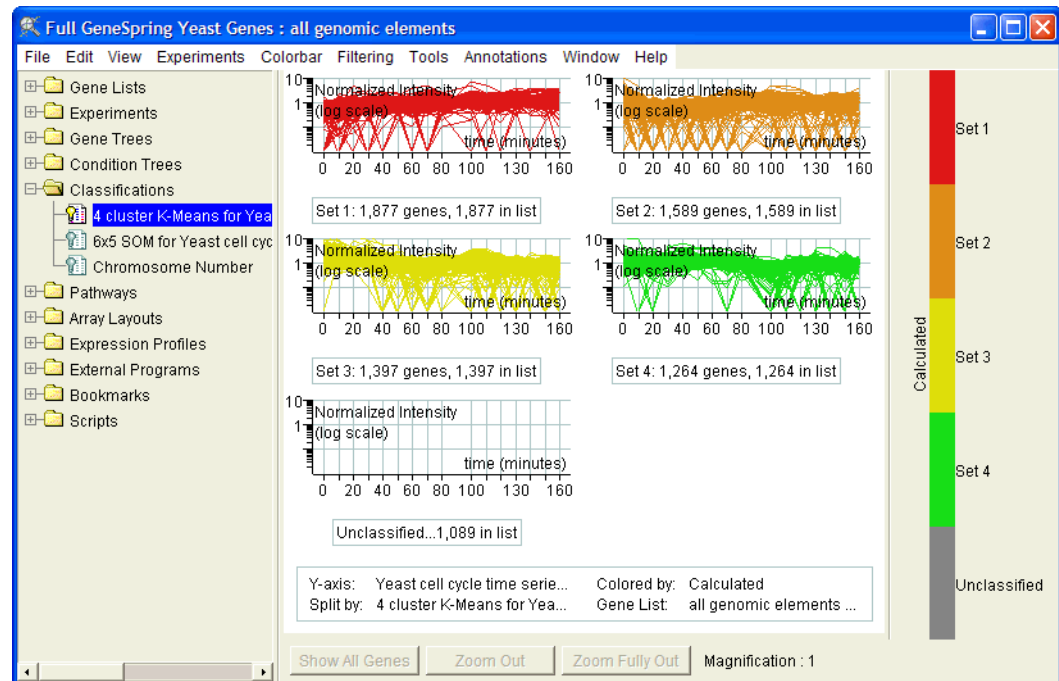 Full GeneSpring Yeast Genes : all genomic elements
File Edit View Experiments Colorbar Filtering Tools Annotations Window Help
Gene Lists
Experiments
Gene Trees
Condition Trees
Classifications
4 cluster K-Means for Yea
6x5 SOM for Yeast cell cyc
Chromosome Number
Pathways
Array Layouts
Expression Profiles
External Programs
Bookmarks
Scripts
10
1
Normalized Intensity
(log scale)
time (minutes)
0 20 40 60 80 100 130 160
Set 1: 1,877 genes, 1,877 in list
10
1
Normalized Intensity
(log scale)
time (minutes)
0 20 40 60 80 100 130 160
Set 2: 1,589 genes, 1,589 in list
10
1
Normalized Intensity
(log scale)
time (minutes)
0 20 40 60 80 100 130 160
Set 3: 1,397 genes, 1,397 in list
10
1
Normalized Intensity
(log scale)
time (minutes)
0 20 40 60 80 100 130 160
Set 4: 1,264 genes, 1,264 in list
10
1
Normalized Intensity
(log scale)
time (minutes)
0 20 40 60 80 100 130 160
Unclassified...1,089 in list
Y-axis: Yeast cell cycle time serie... Colored by: Calculated
Split by: 4 cluster K-Means for Yea... Gene List: all genomic elements ...
Calculated
Set 1
Set 2
Set 3
Set 4
Unclassified
Show All Genes Zoom Out Zoom Fully Out Magnification : 1